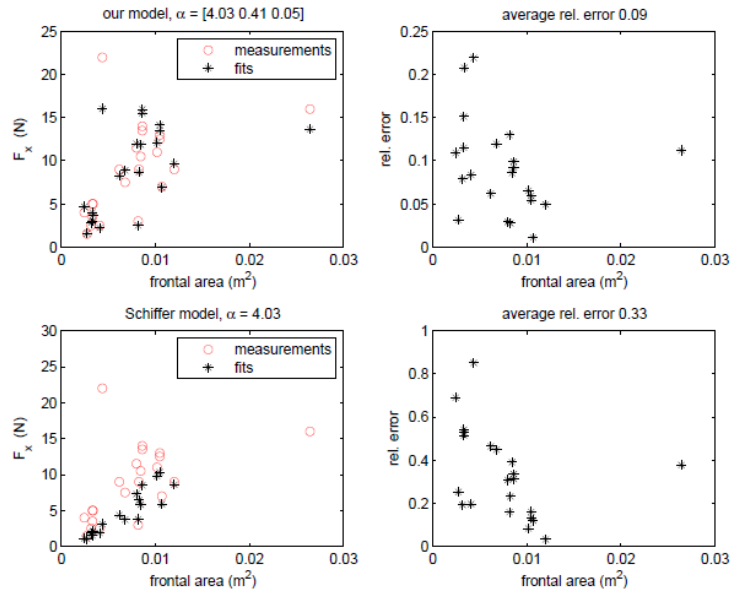 our model, α = [4.03 0.41 0.05]
25
20
15
10
5
0
F_x (N)
measurements
fits
0
0.01
0.02
0.03
frontal area (m²)
average rel. error 0.09
0.25
0.2
0.15
0.1
0.05
0
rel. error
0
0.01
0.02
0.03
frontal area (m²)
Schiffer model, α = 4.03
30
25
20
15
10
5
0
F_x (N)
measurements
fits
0
0.01
0.02
0.03
frontal area (m²)
average rel. error 0.33
1
0.8
0.6
0.4
0.2
0
rel. error
0
0.01
0.02
0.03
frontal area (m²)